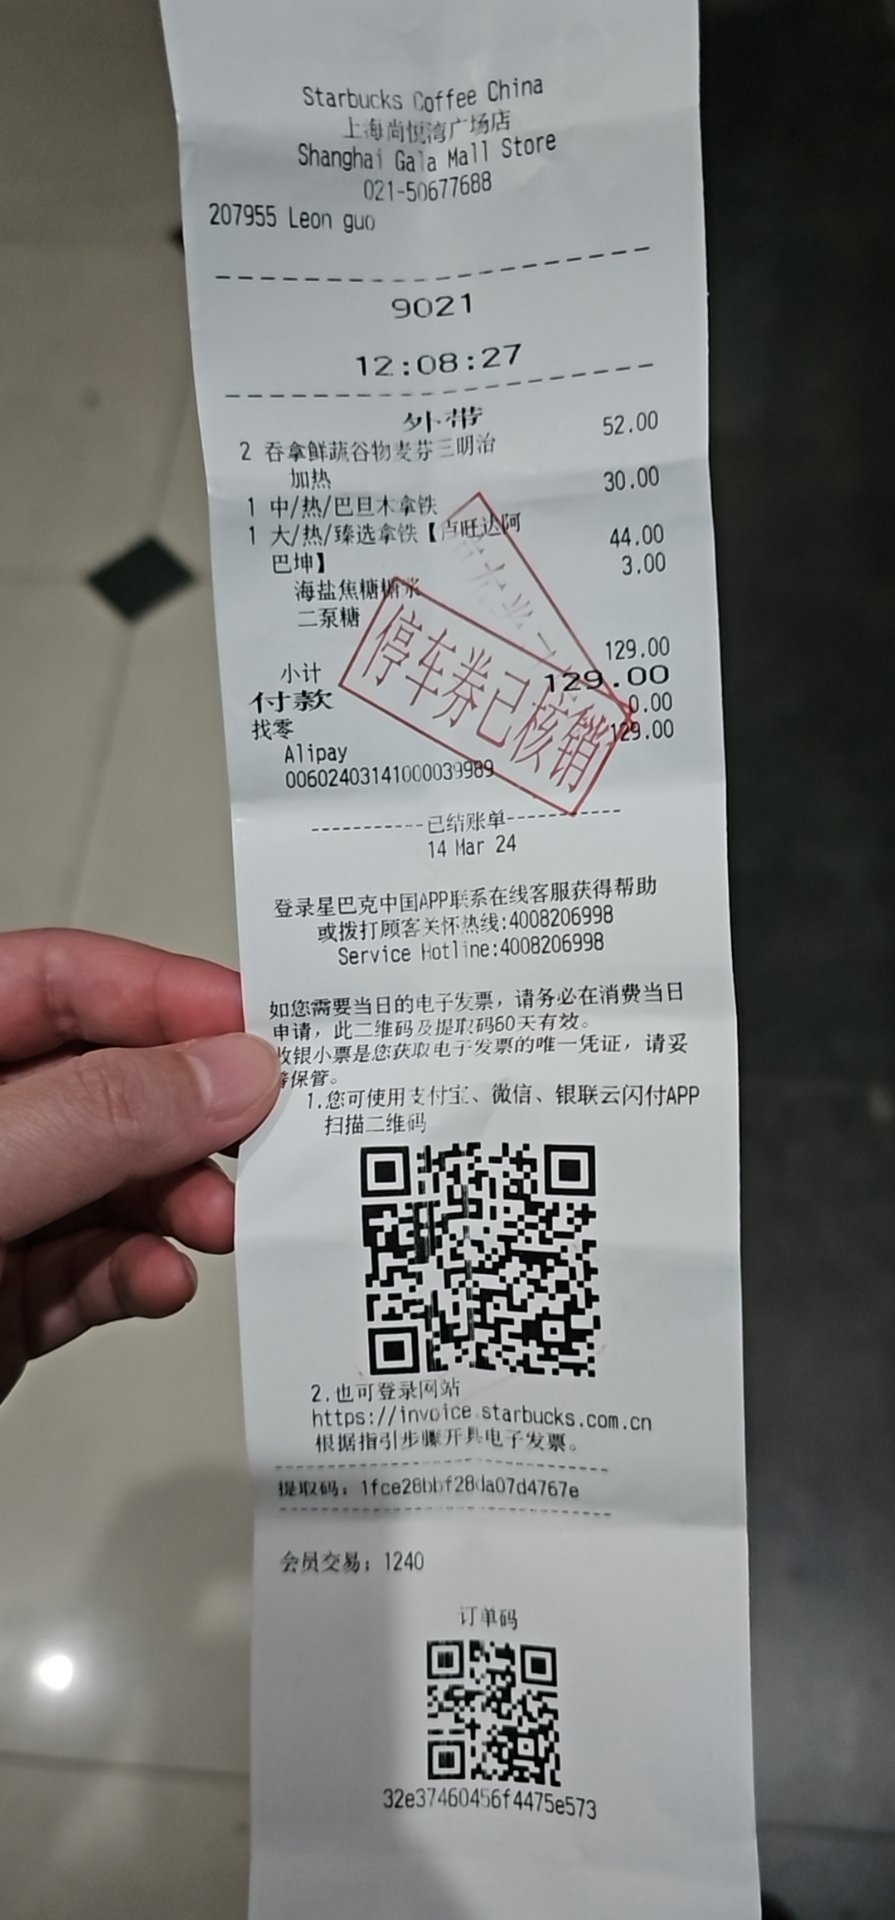 Starbucks Coffee China
上海尚悦湾广场店
Shanghai Gala Mall Store
021-50677688
207955 Leon guo
9021
12:08:27
外带
2 吞拿鲜蔬谷物麦芬三明治 52.00
加热
1 中/热/巴旦木拿铁 30.00
1 大/热/臻选拿铁【卢旺达阿
巴坤】 44.00
海盐焦糖糖浆 3.00
二泵糖
小计 129.00
付款 129.00
找零 0.00
Alipay 129.00
00602403141000039989
停车券已核销
-----------已结账单-----------
14 Mar 24
登录星巴克中国APP联系在线客服获得帮助
或拨打顾客关怀热线:4008206998
Service Hotline:4008206998
如您需要当日的电子发票，请务必在消费当日
申请，此二维码及提取码60天有效。
收银小票是您获取电子发票的唯一凭证，请妥
善保管。
1.您可使用支付宝、微信、银联云闪付APP
扫描二维码
2.也可登录网站
https://invoice.starbucks.com.cn
根据指引步骤开具电子发票。
提取码: 1fce28bbf28da07d4767e
会员交易: 1240
订单码
32e37460456f4475e573